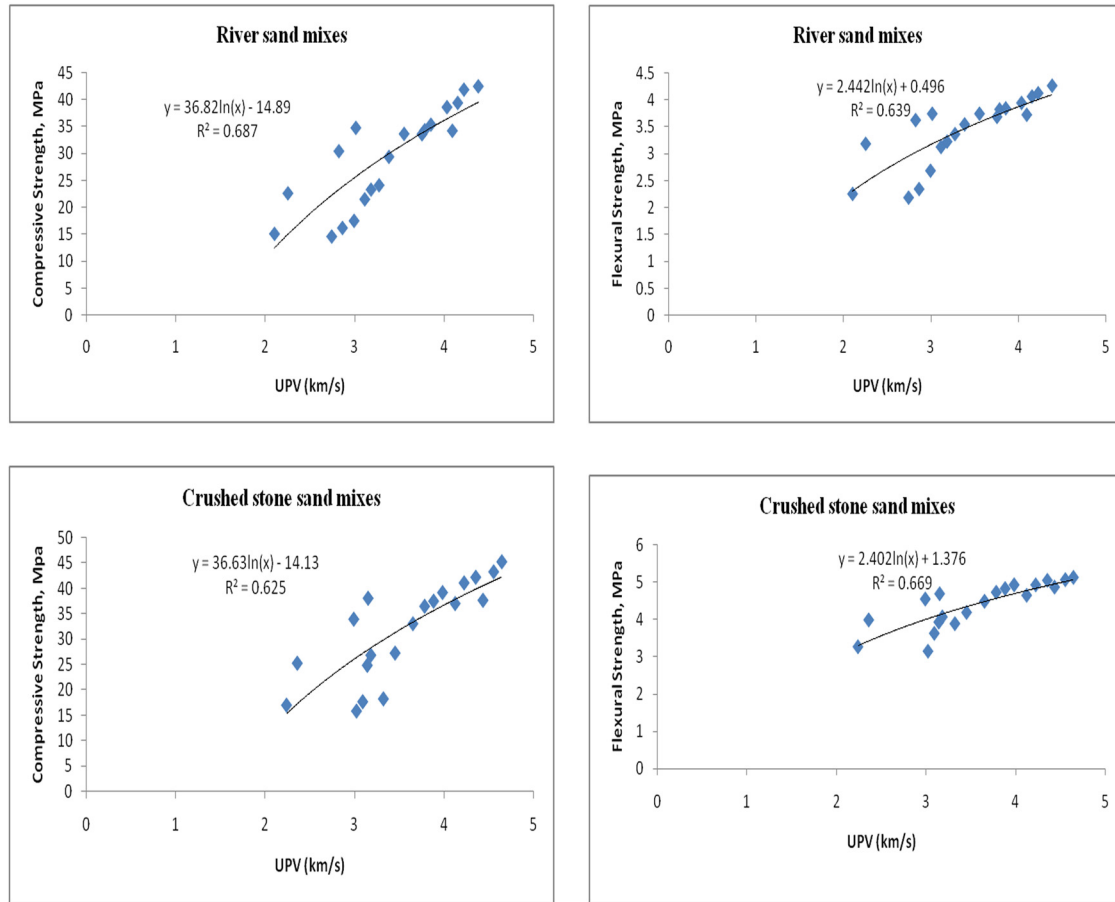 River sand mixes
Compressive Strength, MPa
y = 36.82ln(x) - 14.89
R² = 0.687
45
40
35
30
25
20
15
10
5
0
0 1 2 3 4 5
UPV (km/s)
River sand mixes
Flexural Strength, MPa
y = 2.442ln(x) + 0.496
R² = 0.639
4.5
4
3.5
3
2.5
2
1.5
1
0.5
0
0 1 2 3 4 5
UPV (km/s)
Crushed stone sand mixes
Compressive Strength, Mpa
y = 36.63ln(x) - 14.13
R² = 0.625
50
45
40
35
30
25
20
15
10
5
0
0 1 2 3 4 5
UPV (km/s)
Crushed stone sand mixes
Flexural Strength, MPa
y = 2.402ln(x) + 1.376
R² = 0.669
6
5
4
3
2
1
0
0 1 2 3 4 5
UPV (km/s)